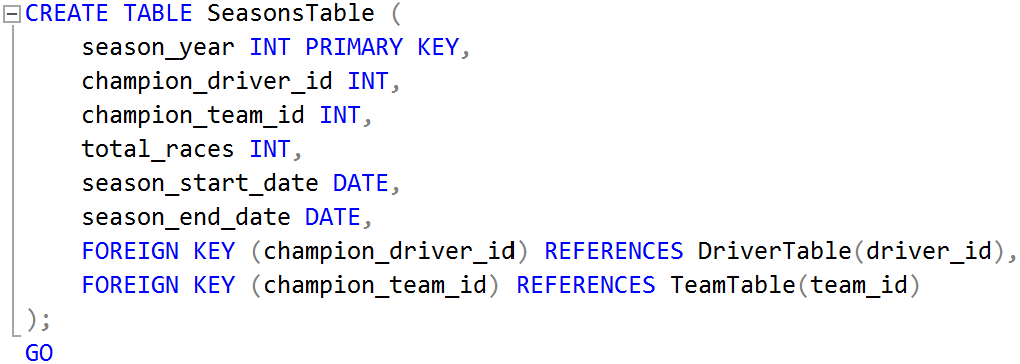 CREATE TABLE SeasonsTable (
    season_year INT PRIMARY KEY,
    champion_driver_id INT,
    champion_team_id INT,
    total_races INT,
    season_start_date DATE,
    season_end_date DATE,
    FOREIGN KEY (champion_driver_id) REFERENCES DriverTable(driver_id),
    FOREIGN KEY (champion_team_id) REFERENCES TeamTable(team_id)
);
GO